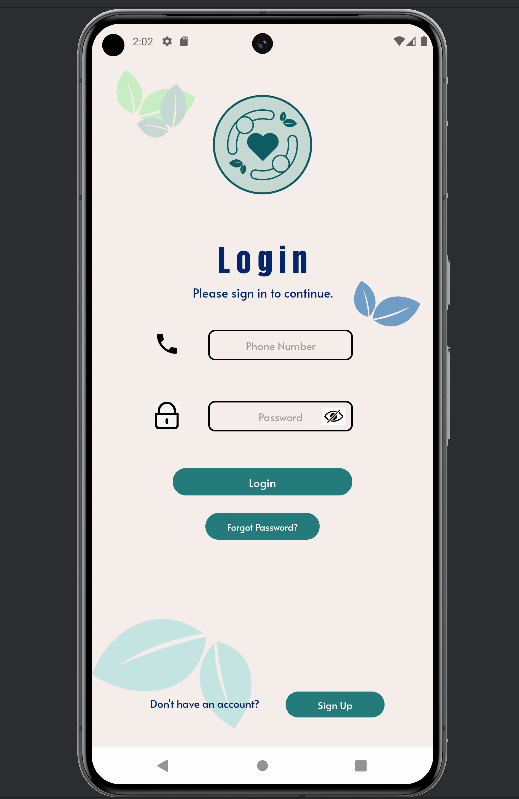 2:02
Login
Please sign in to continue.
Phone Number
Password
Login
Forgot Password?
Don't have an account?
Sign Up